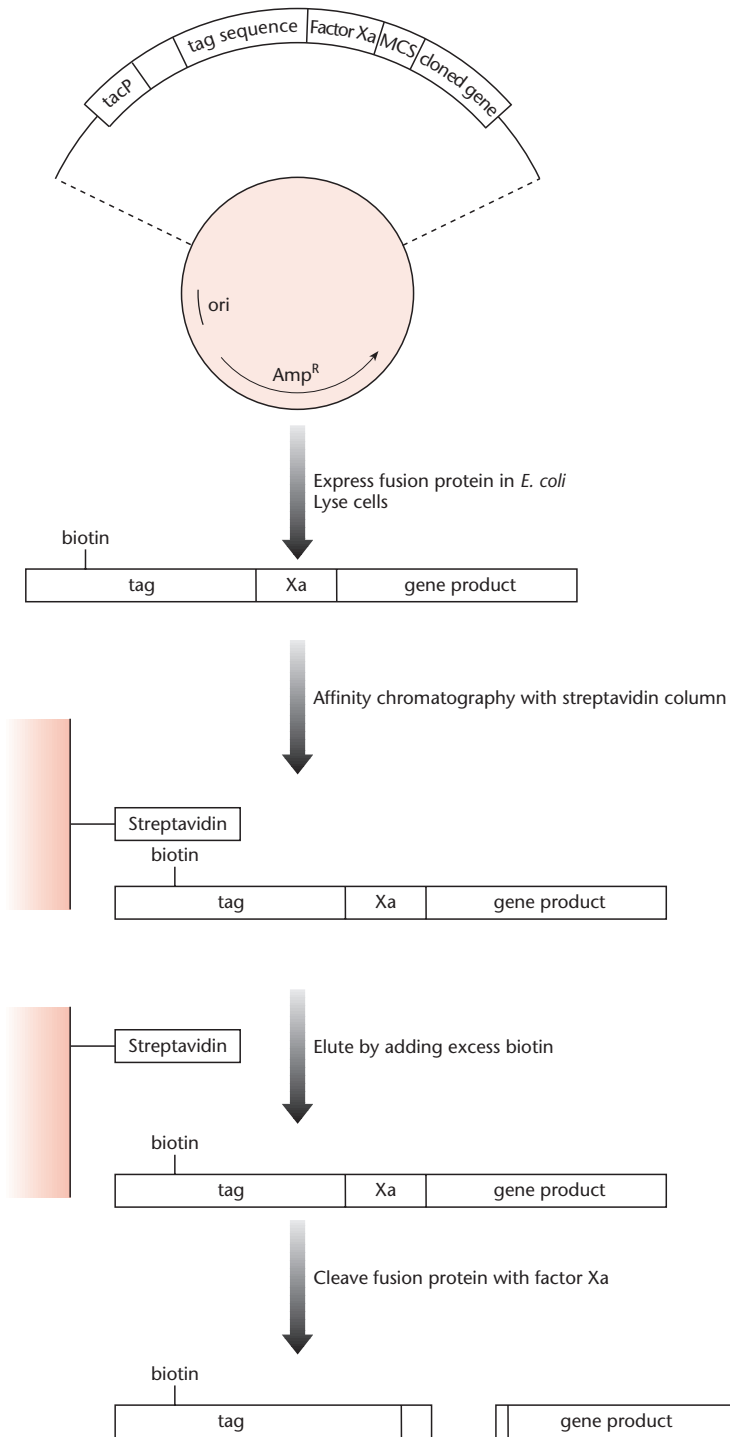 tacP
tag sequence
Factor Xa
MCS
cloned gene
ori
Amp^R
Express fusion protein in E. coli
Lyse cells
biotin
tag
Xa
gene product
Affinity chromatography with streptavidin column
Streptavidin
biotin
tag
Xa
gene product
Streptavidin
Elute by adding excess biotin
biotin
tag
Xa
gene product
Cleave fusion protein with factor Xa
biotin
tag
gene product